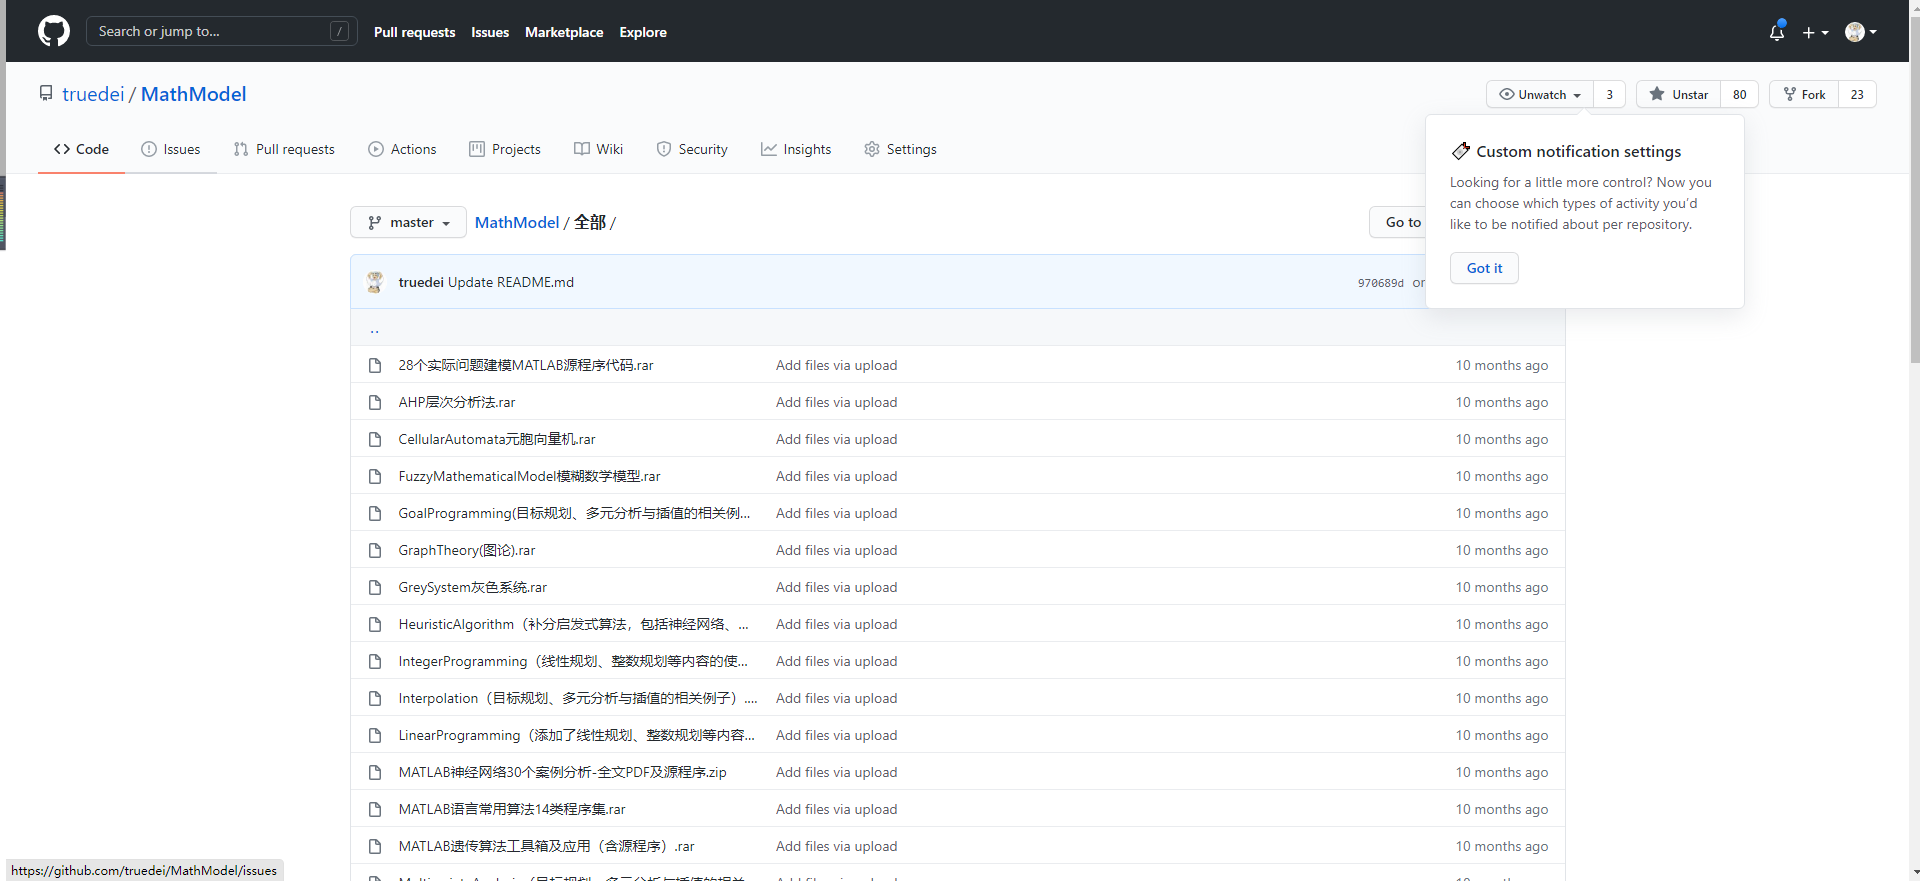 Search or jump to... /
Pull requests Issues Marketplace Explore
truedei / MathModel
Unwatch 3 Unstar 80 Fork 23
Code Issues Pull requests Actions Projects Wiki Security Insights Settings
Custom notification settings
Looking for a little more control? Now you
can choose which types of activity you'd
like to be notified about per repository.
Got it
master MathModel / 全部 / Go to
truedei Update README.md 970689d
..
28个实际问题建模MATLAB源程序代码.rar Add files via upload 10 months ago
AHP层次分析法.rar Add files via upload 10 months ago
CellularAutomata元胞向量机.rar Add files via upload 10 months ago
FuzzyMathematicalModel模糊数学模型.rar Add files via upload 10 months ago
GoalProgramming(目标规划、多元分析与插值的相关例... Add files via upload 10 months ago
GraphTheory(图论).rar Add files via upload 10 months ago
GreySystem灰色系统.rar Add files via upload 10 months ago
HeuristicAlgorithm（补分启发式算法，包括神经网络、... Add files via upload 10 months ago
IntegerProgramming（线性规划、整数规划等内容的使... Add files via upload 10 months ago
Interpolation（目标规划、多元分析与插值的相关例子）.... Add files via upload 10 months ago
LinearProgramming（添加了线性规划、整数规划等内容... Add files via upload 10 months ago
MATLAB神经网络30个案例分析-全文PDF及源程序.zip Add files via upload 10 months ago
MATLAB语言常用算法14类程序集.rar Add files via upload 10 months ago
MATLAB遗传算法工具箱及应用（含源程序）.rar Add files via upload 10 months ago
https://github.com/truedei/MathModel/issues